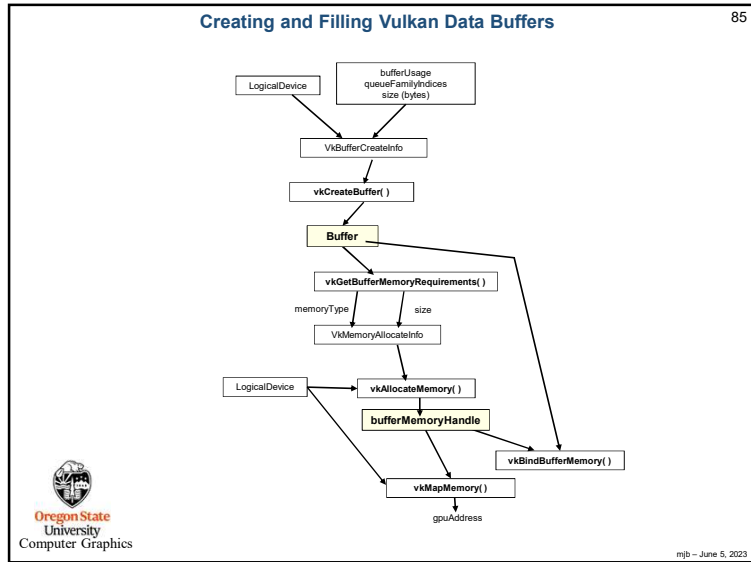 Creating and Filling Vulkan Data Buffers
85
LogicalDevice
bufferUsage
queueFamilyIndices
size (bytes)
VkBufferCreateInfo
vkCreateBuffer( )
Buffer
vkGetBufferMemoryRequirements( )
memoryType
size
VkMemoryAllocateInfo
LogicalDevice
vkAllocateMemory( )
bufferMemoryHandle
vkBindBufferMemory( )
vkMapMemory( )
gpuAddress
Oregon State
University
Computer Graphics
mjb – June 5, 2023